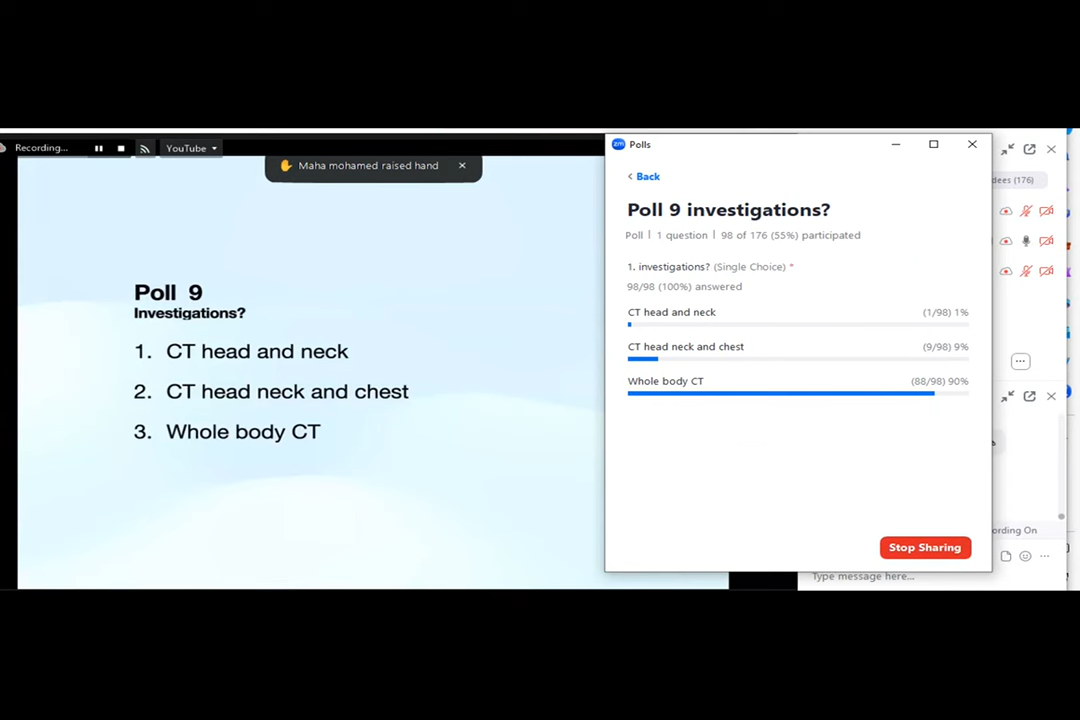 Recording...
YouTube
Maha mohamed raised hand
Poll 9
Investigations?
1. CT head and neck
2. CT head neck and chest
3. Whole body CT
zm Polls
Back
Poll 9 investigations?
Poll 1 question 98 of 176 (55%) participated
1. investigations? (Single Choice) *
98/98 (100%) answered
CT head and neck (1/98) 1%
CT head neck and chest (9/98) 9%
Whole body CT (88/98) 90%
Stop Sharing
dees (176)
ording On
Type message here...